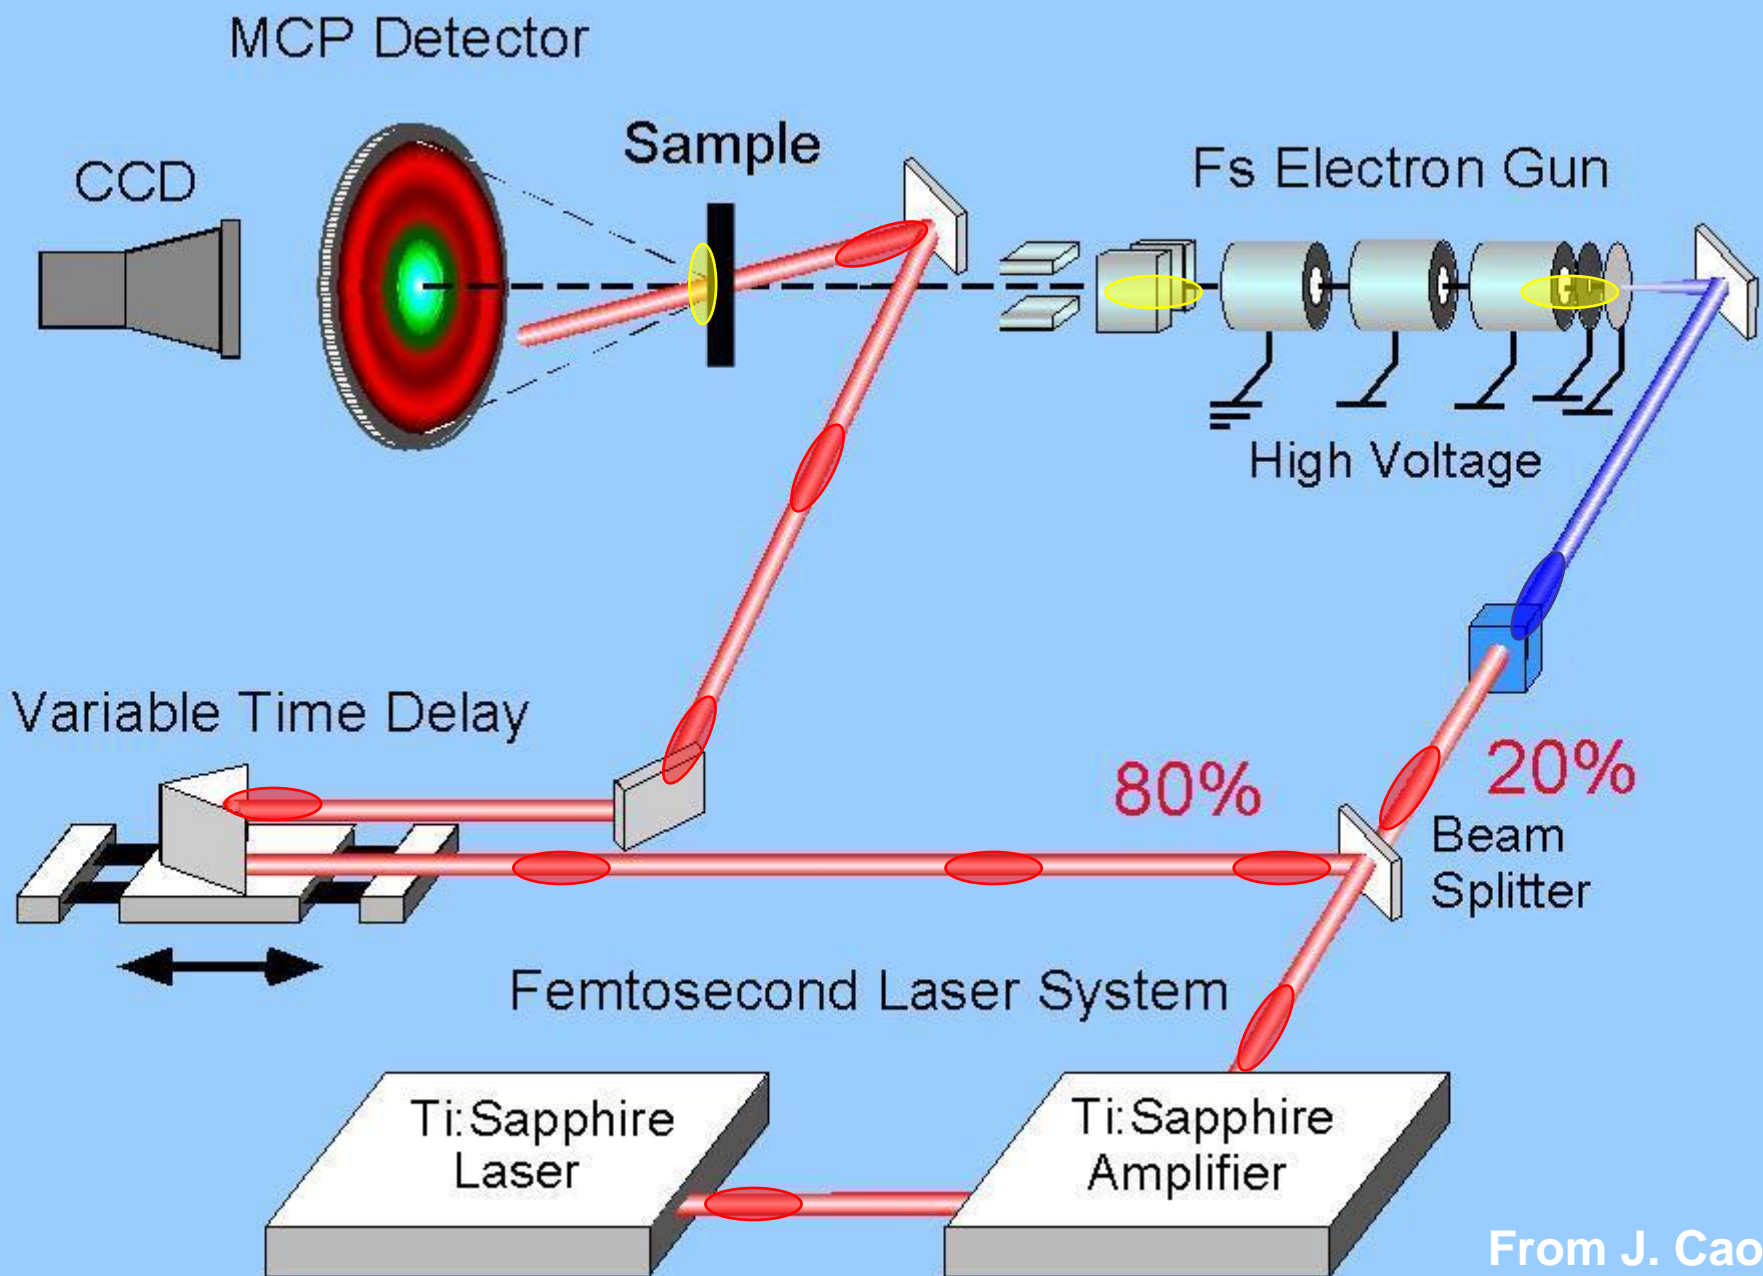 MCP Detector
Sample
CCD
Fs Electron Gun
High Voltage
Variable Time Delay
80%
20%
Beam
Splitter
Femtosecond Laser System
Ti:Sapphire
Laser
Ti:Sapphire
Amplifier
From J. Cao